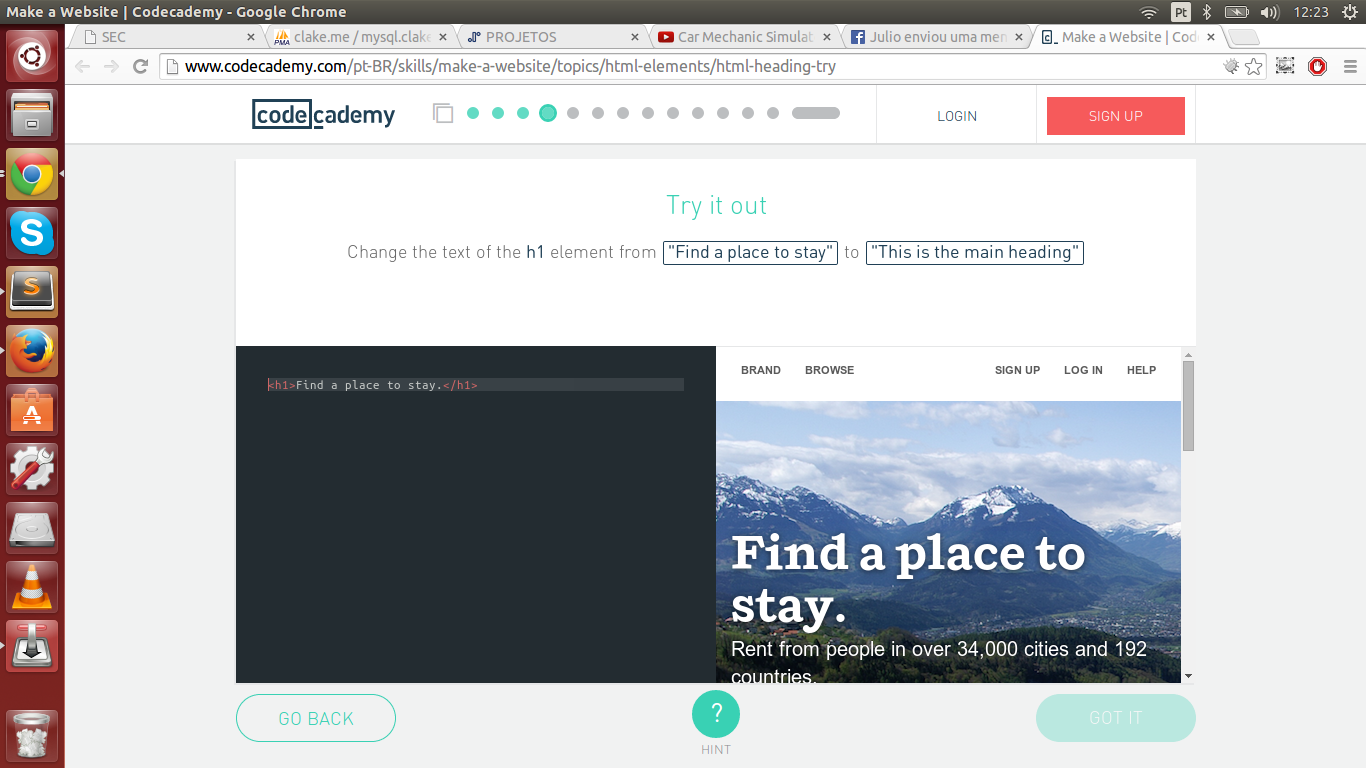 Make a Website | Codecademy - Google Chrome
Pt
12:23
SEC
clake.me / mysql.clake
PMA
PROJETOS
Car Mechanic Simulat
Julio enviou uma men
Make a Website | Cod
www.codecademy.com/pt-BR/skills/make-a-website/topics/html-elements/html-heading-try
codecademy
LOGIN
SIGN UP
Try it out
Change the text of the h1 element from "Find a place to stay" to "This is the main heading"
<h1>Find a place to stay.</h1>
BRAND BROWSE SIGN UP LOG IN HELP
Find a place to
stay.
Rent from people in over 34,000 cities and 192
countries.
GO BACK
?
HINT
GOT IT